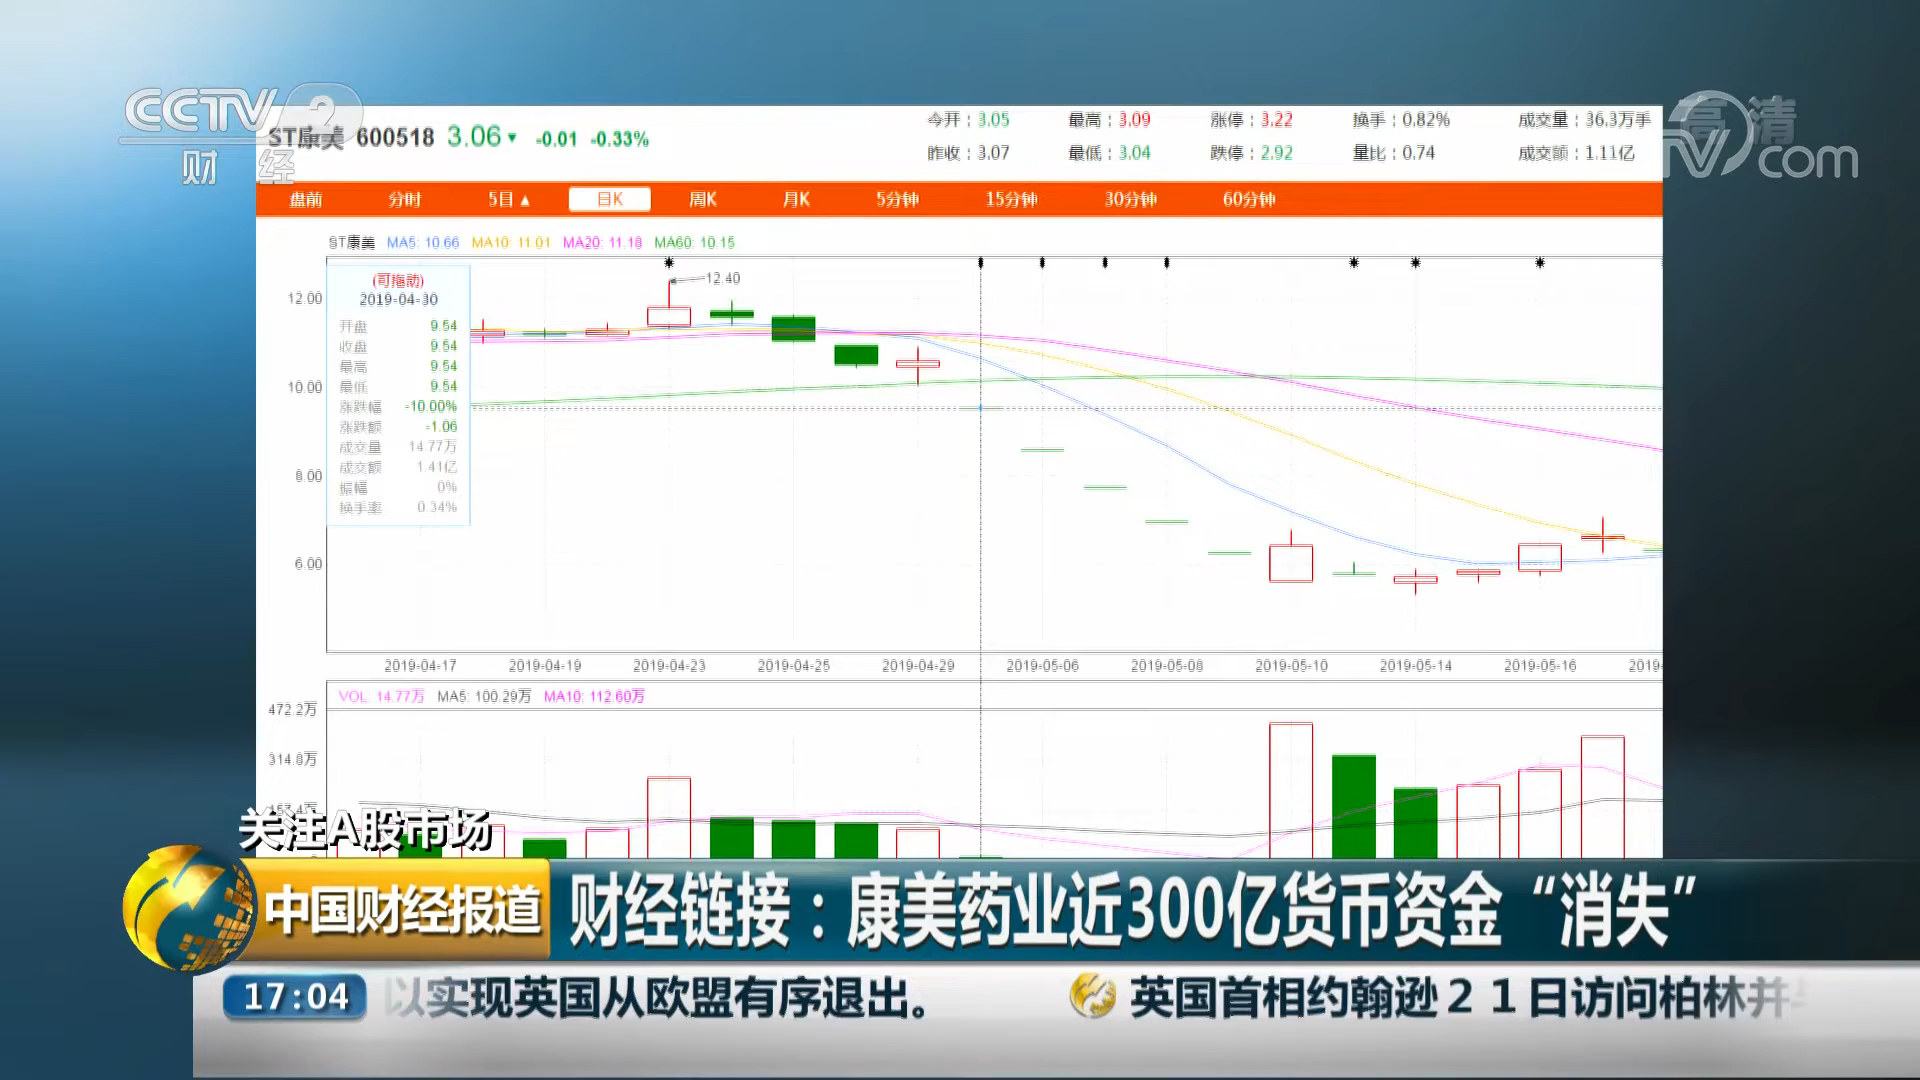 CCTV 2
财 经
高清
TV com
ST康美 600518 3.06 ▼ -0.01 -0.33%
今开：3.05 最高：3.09 涨停：3.22 换手：0.82% 成交量：36.3万手
昨收：3.07 最低：3.04 跌停：2.92 量比：0.74 成交额：1.11亿
盘前 分时 5日▲ 日K 周K 月K 5分钟 15分钟 30分钟 60分钟
ST康美 MA5: 10.66 MA10: 11.01 MA20: 11.18 MA60: 10.15
(可拖动)
2019-04-30
开盘 9.54
收盘 9.54
最高 9.54
最低 9.54
涨跌幅 -10.00%
涨跌额 -1.06
成交量 14.77万
成交额 1.41亿
振幅 0%
换手率 0.34%
12.40
12.00
10.00
8.00
6.00
2019-04-17 2019-04-19 2019-04-23 2019-04-25 2019-04-29 2019-05-06 2019-05-08 2019-05-10 2019-05-14 2019-05-16 2019-
VOL: 14.77万 MA5: 100.29万 MA10: 112.60万
472.2万
314.8万
157.4万
关注A股市场
中国财经报道
财经链接：康美药业近300亿货币资金“消失”
17:04
以实现英国从欧盟有序退出。 英国首相约翰逊２１日访问柏林并